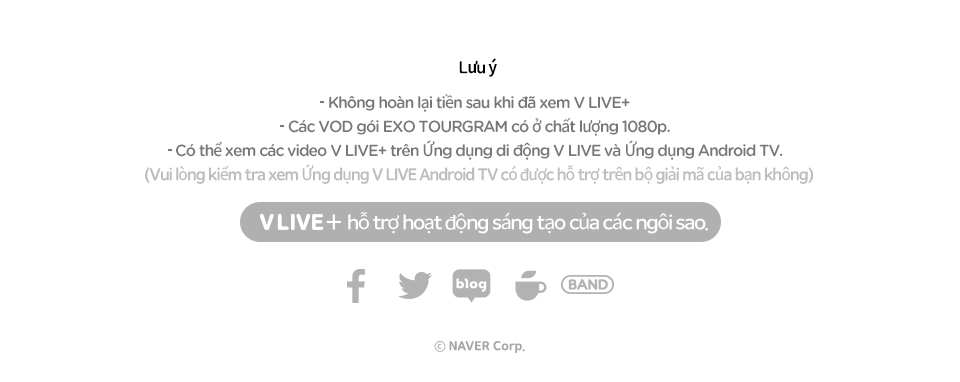 Lưu ý
- Không hoàn lại tiền sau khi đã xem V LIVE+
- Các VOD gói EXO TOURGRAM có ở chất lượng 1080p.
- Có thể xem các video V LIVE+ trên Ứng dụng di động V LIVE và Ứng dụng Android TV.
(Vui lòng kiểm tra xem Ứng dụng V LIVE Android TV có được hỗ trợ trên bộ giải mã của bạn không)
V LIVE+ hỗ trợ hoạt động sáng tạo của các ngôi sao.
blog BAND
© NAVER Corp.